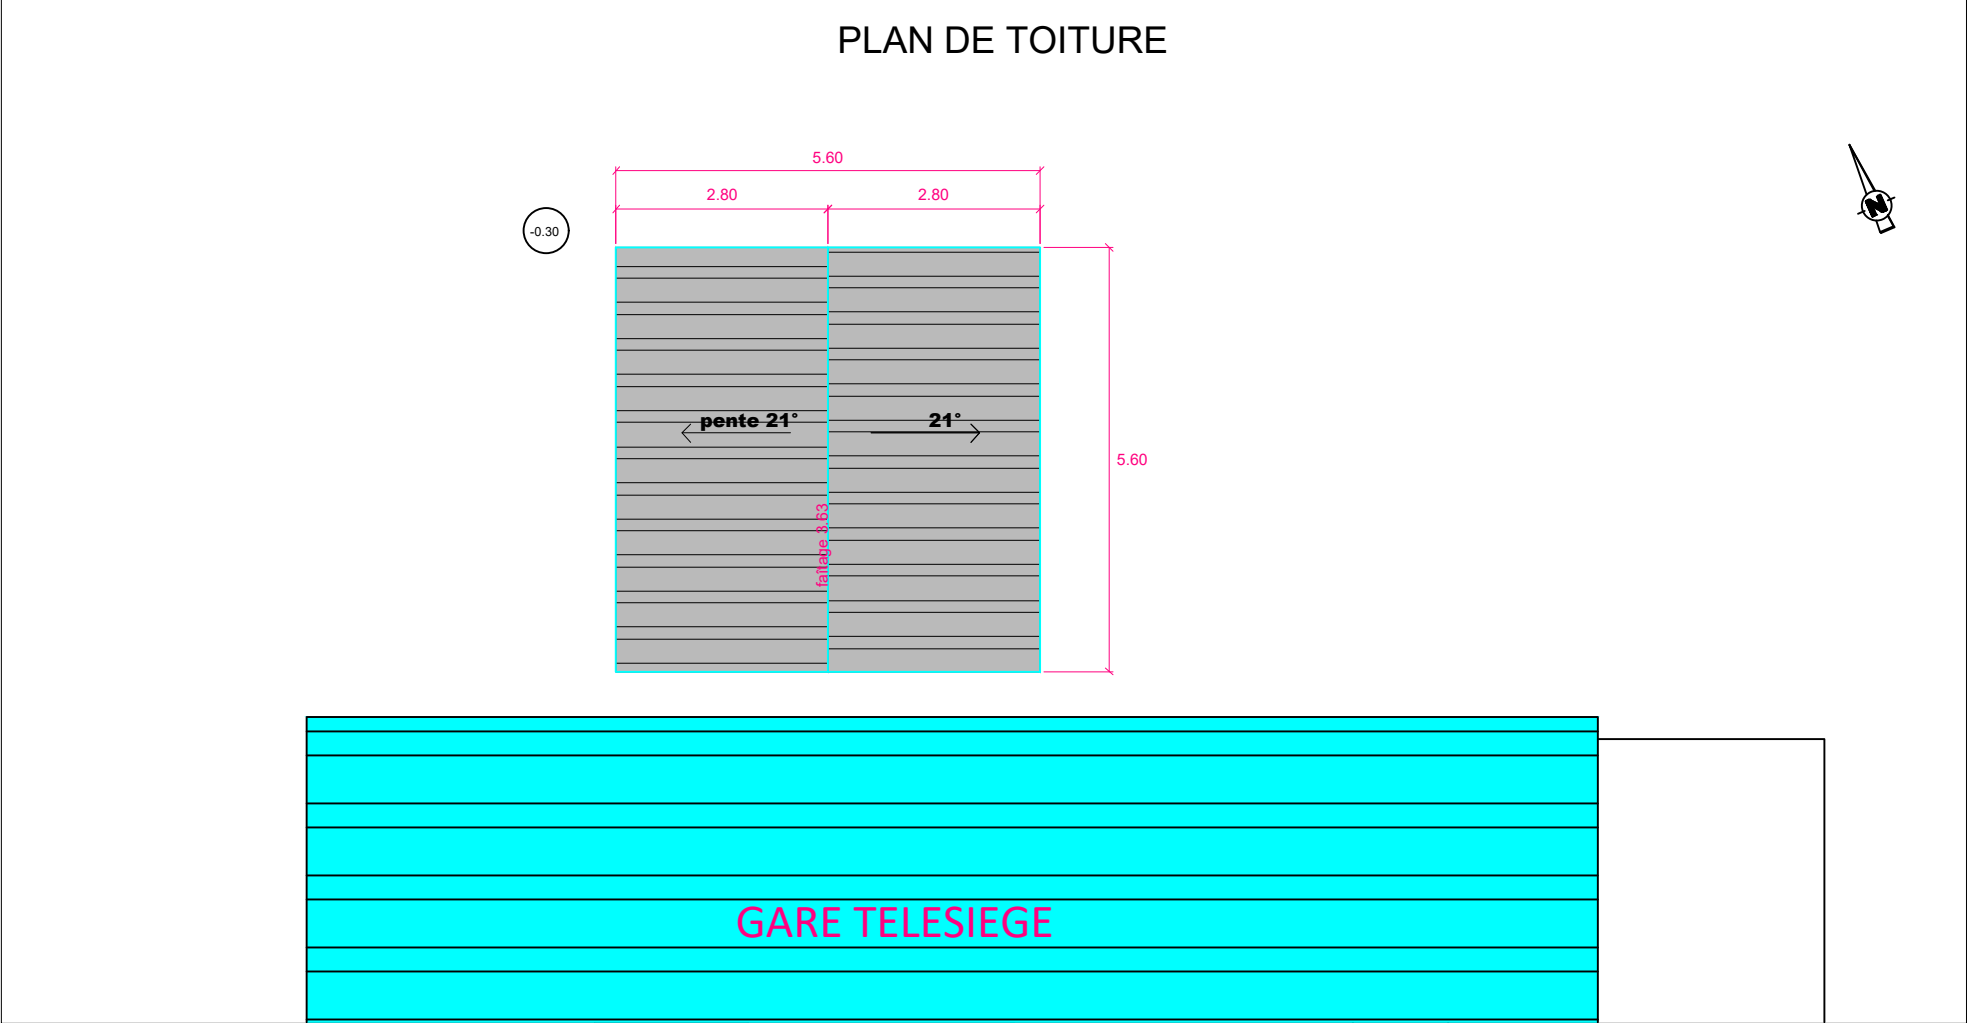 PLAN DE TOITURE
5.60
2.80
2.80
-0.30
N
pente 21°
21°
5.60
faîtage 3.63
GARE TELESIEGE